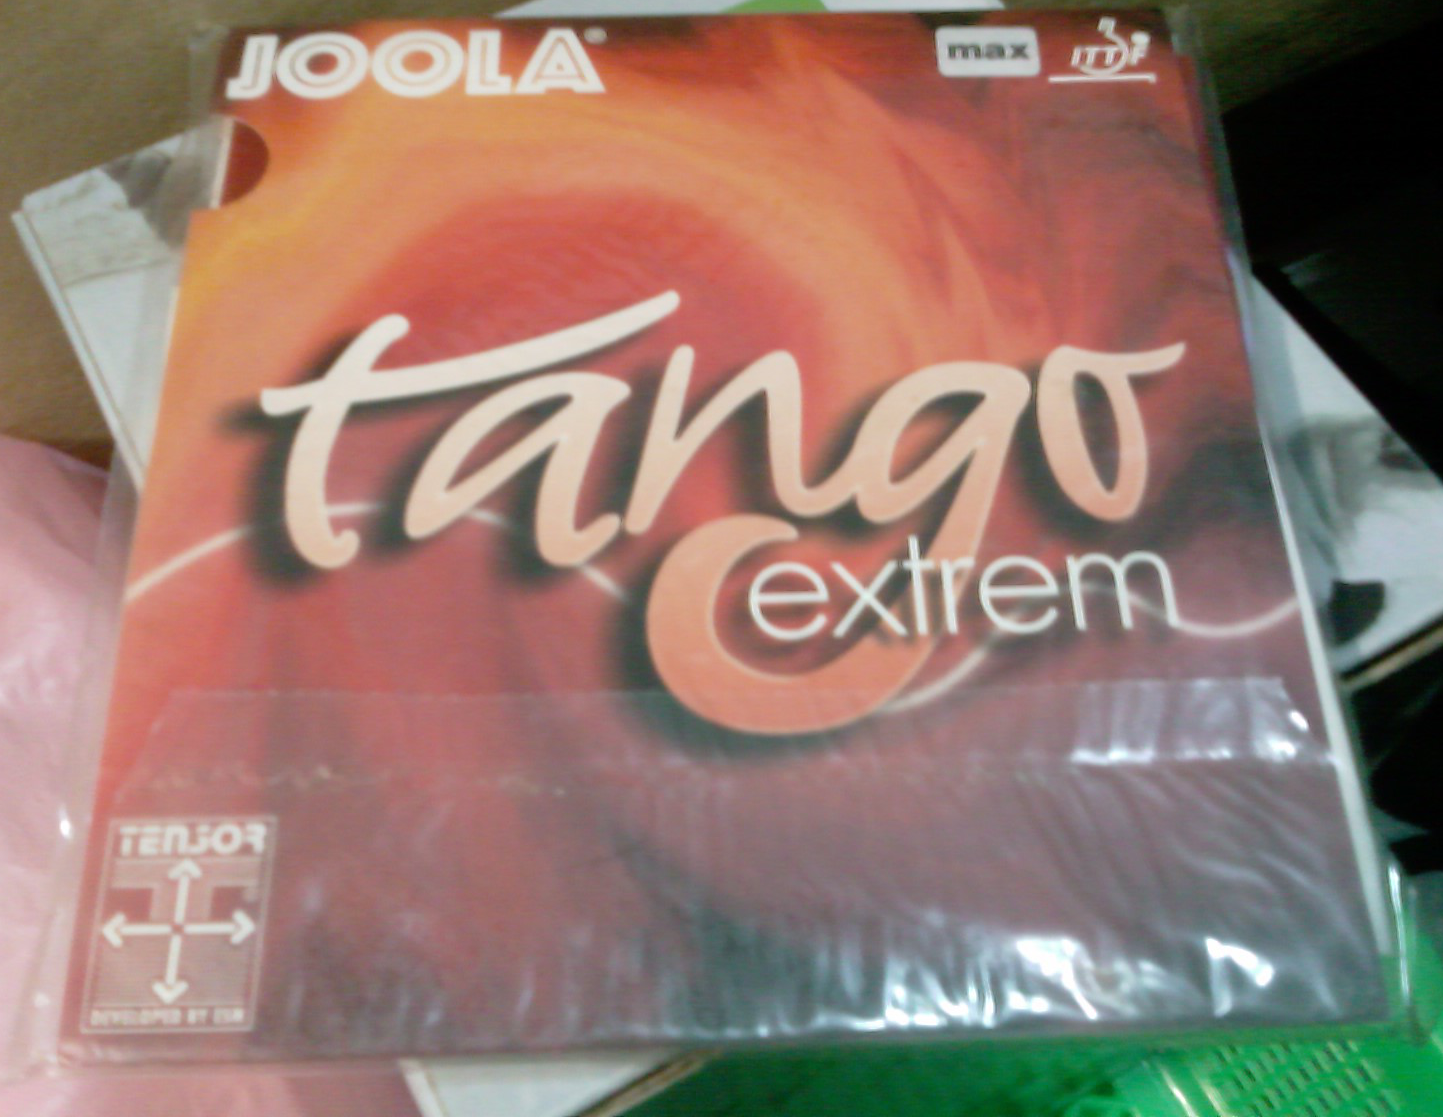 JOOLA
max
ITTF
tango
extrem
TENSOR
DEVELOPED BY ESN